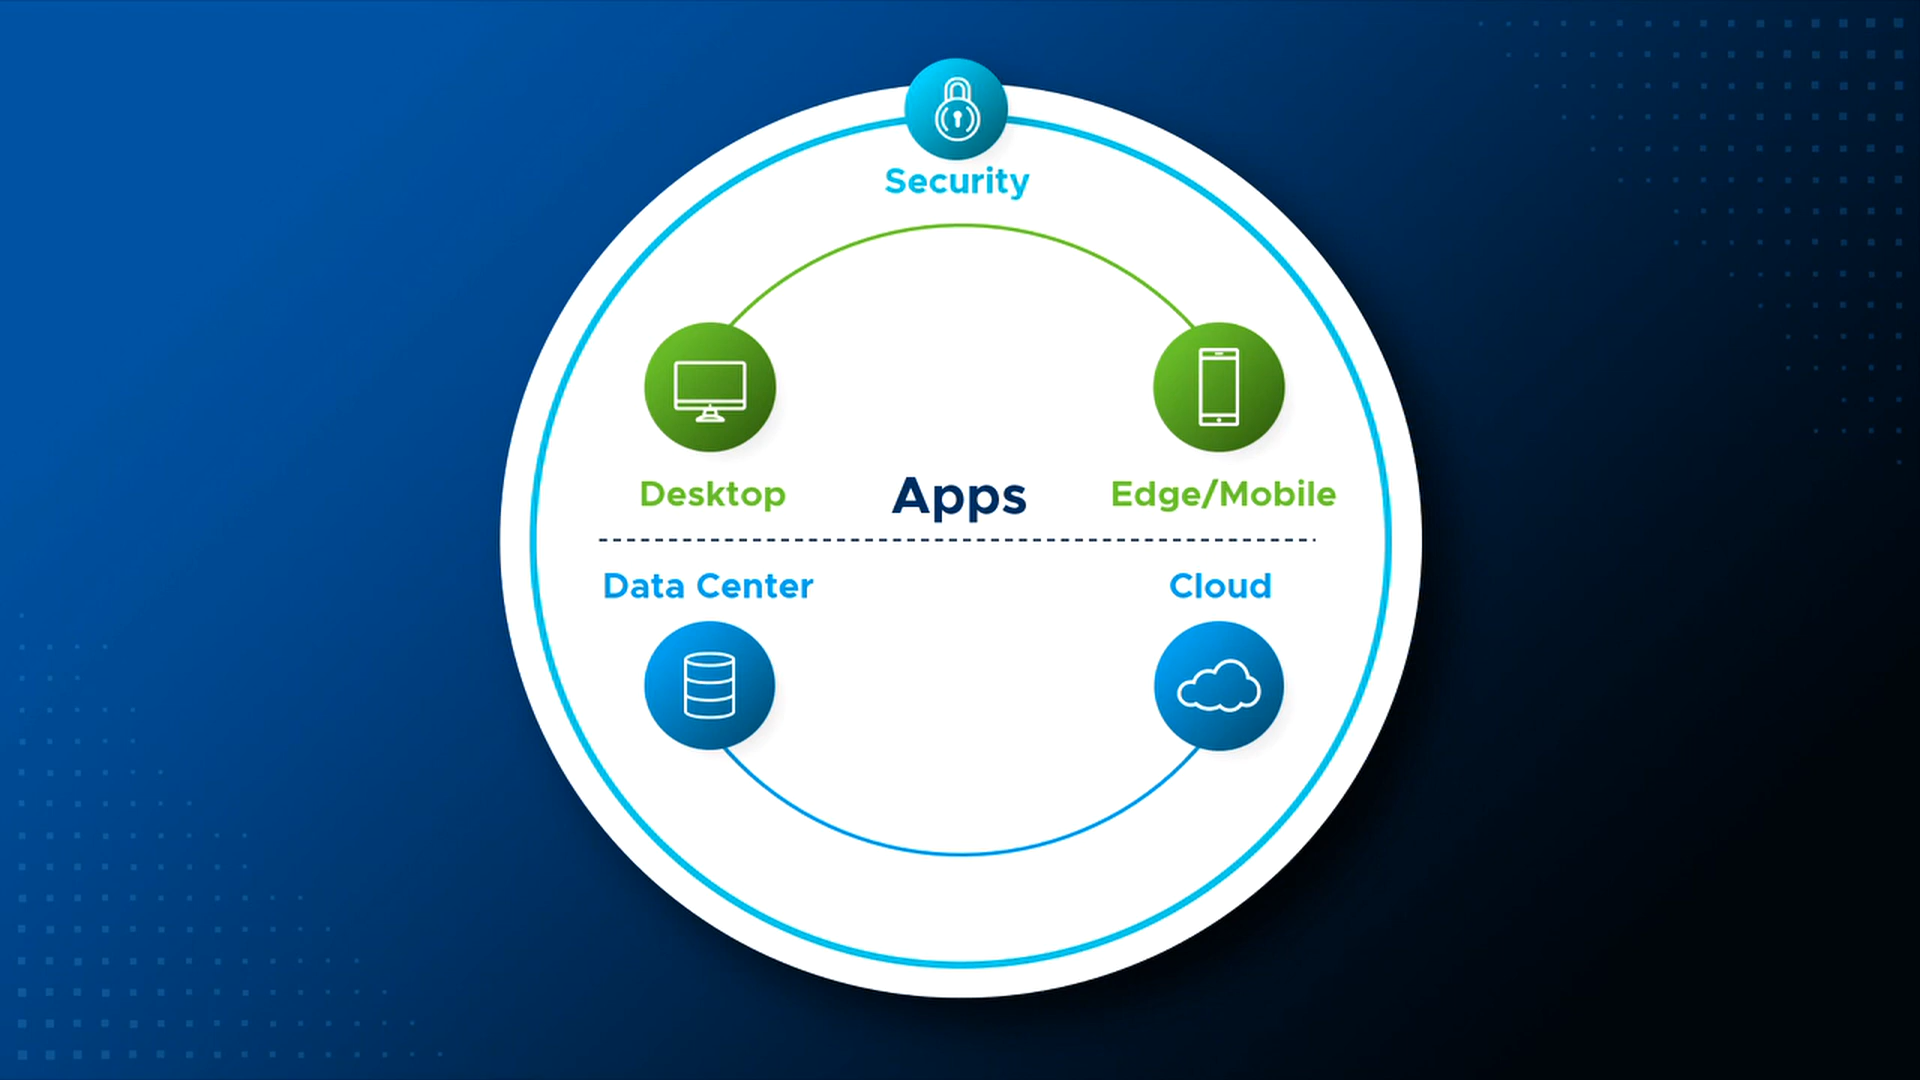 Security
Desktop
Apps
Edge/Mobile
Data Center
Cloud